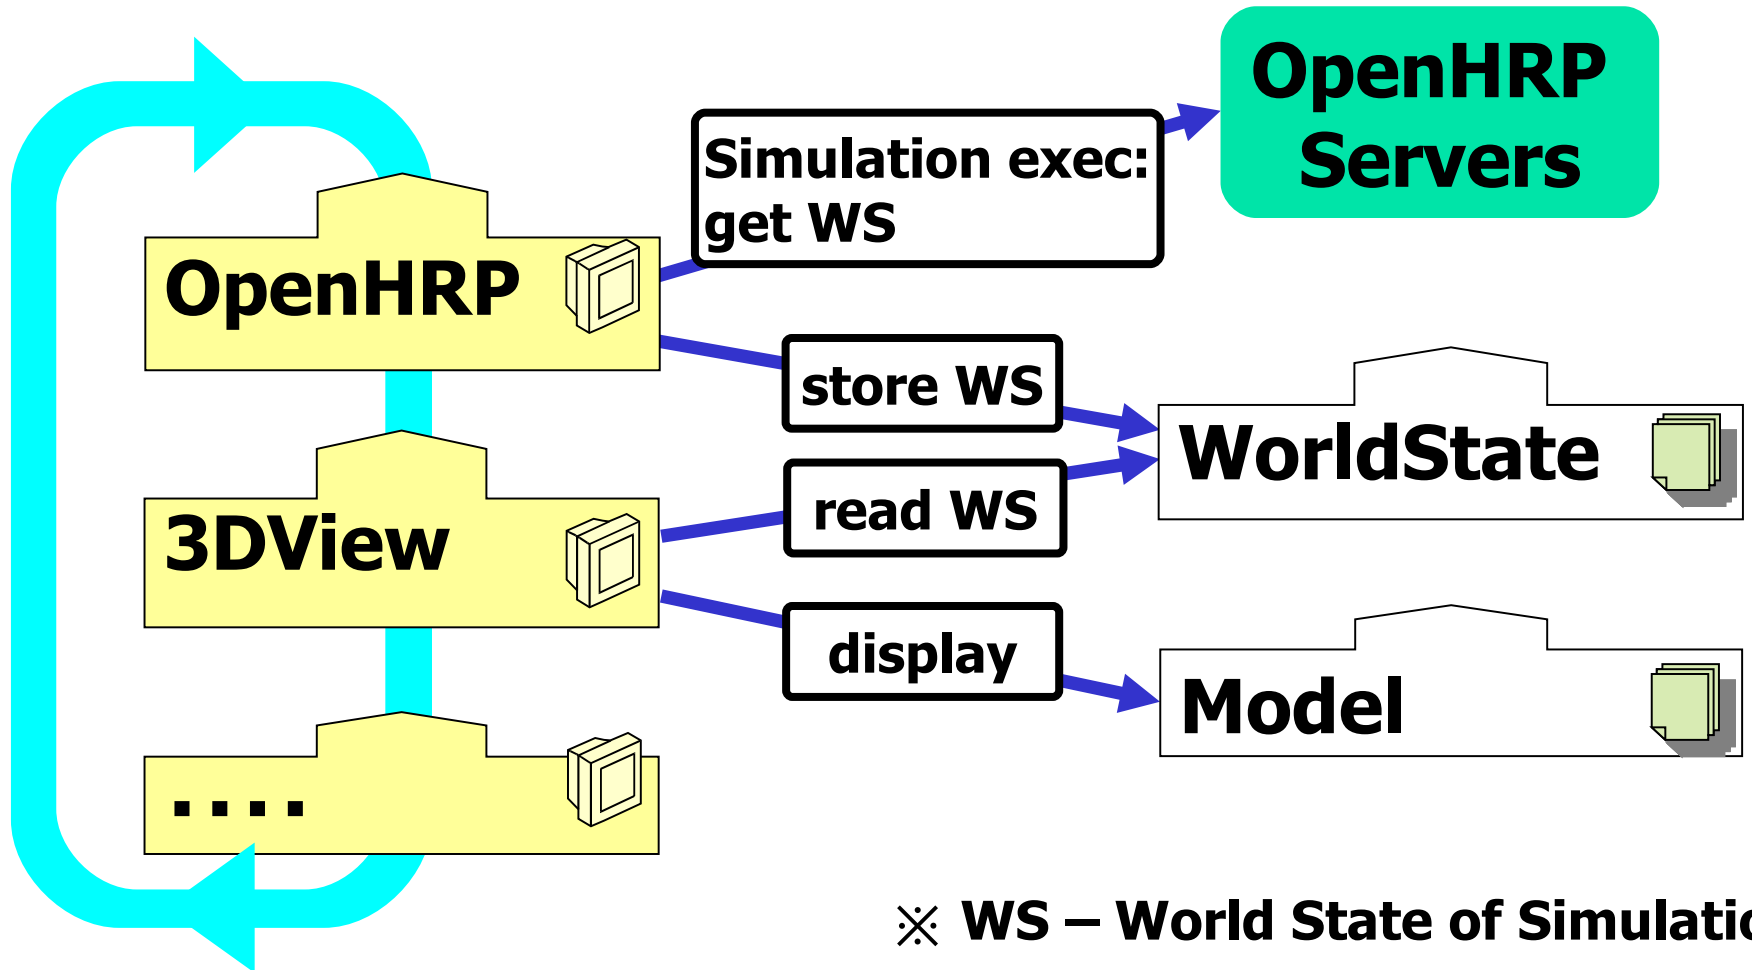 OpenHRP
Servers
Simulation exec:
get WS
OpenHRP
store WS
WorldState
read WS
3DView
display
Model
....
※ WS – World State of Simulatio